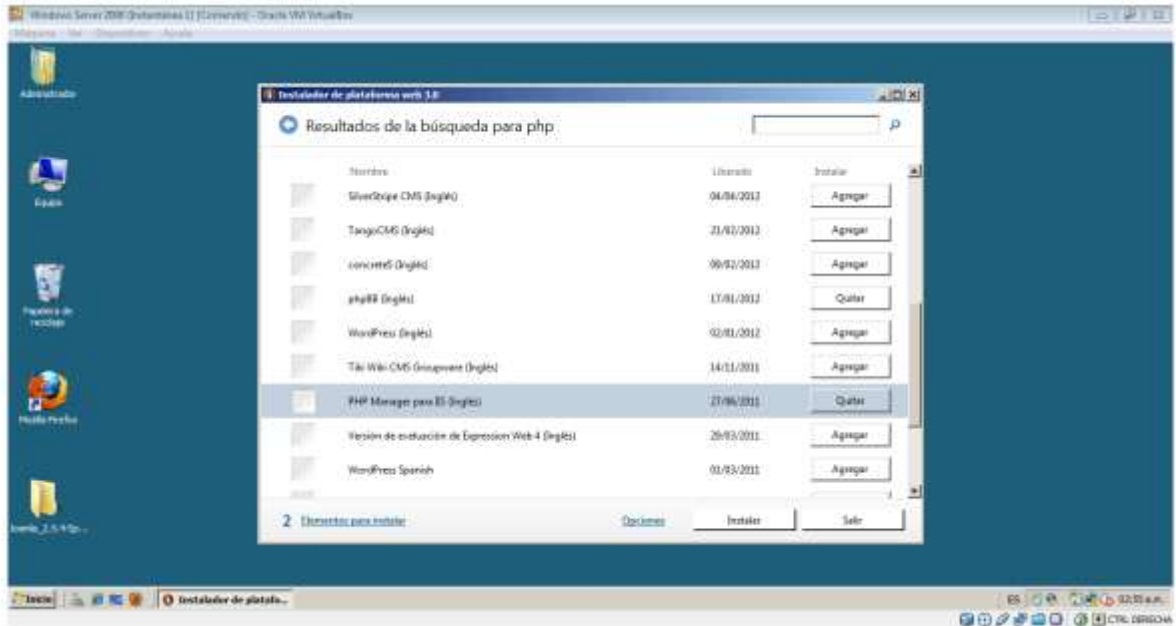 Windows Server 2008 (Instantánea 1) [Corriendo] - Oracle VM VirtualBox
Máquina Ver Dispositivos Ayuda
Administrador
Equipo
Papelera de
reciclaje
Mozilla Firefox
Instalador de plataforma web 3.0
Resultados de la búsqueda para php
Nombre Liberado Instalar
SilverStripe CMS (Inglés) 04/04/2012 Agregar
TangoCMS (Inglés) 21/02/2012 Agregar
concrete5 (Inglés) 09/02/2012 Agregar
phpBB (Inglés) 17/01/2012 Quitar
WordPress (Inglés) 02/01/2012 Agregar
Tiki Wiki CMS Groupware (Inglés) 14/11/2011 Agregar
PHP Manager para IIS (Inglés) 27/06/2011 Quitar
Versión de evaluación de Expression Web 4 (Inglés) 29/03/2011 Agregar
WordPress Spanish 01/03/2011 Agregar
2 Elementos para instalar Opciones Instalar Salir
Inicio Instalador de platafo... ES a.m.
CTRL DERECHA